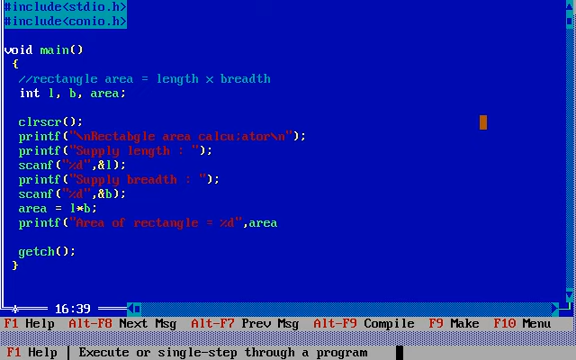 #include<stdio.h>
#include<conio.h>
void main()
{
//rectangle area = length x breadth
int l, b, area;
clrscr();
printf("\nRectabgle area calcu;ator\n");
printf("Supply length : ");
scanf("%d",&l);
printf("Supply breadth : ");
scanf("%d",&b);
area = l*b;
printf("Area of rectangle = %d",area
getch();
}
* 16:39
F1 Help Alt-F8 Next Msg Alt-F7 Prev Msg Alt-F9 Compile F9 Make F10 Menu
F1 Help | Execute or single-step through a program